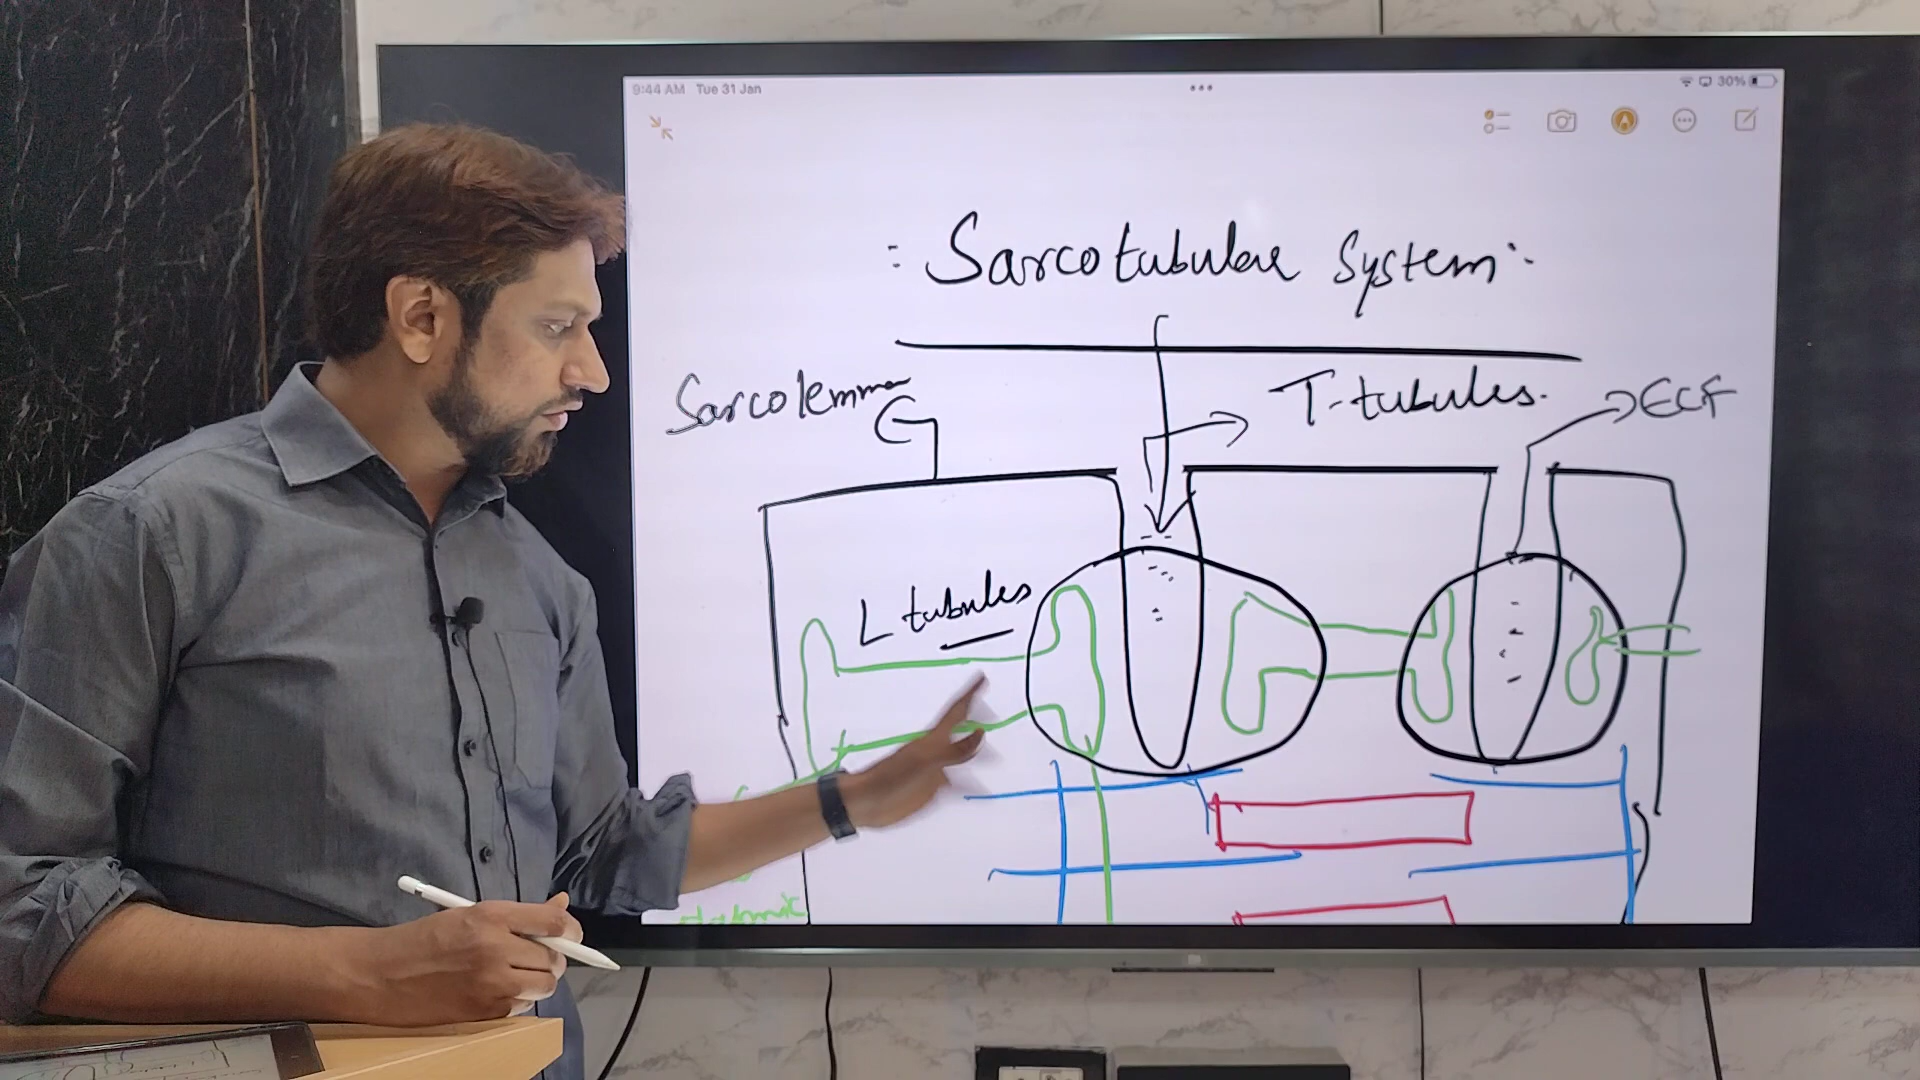 9:44 AM Tue 31 Jan
30%
: Sarcotubular System :
Sarcolemma
T-tubules.
ECF
L tubules